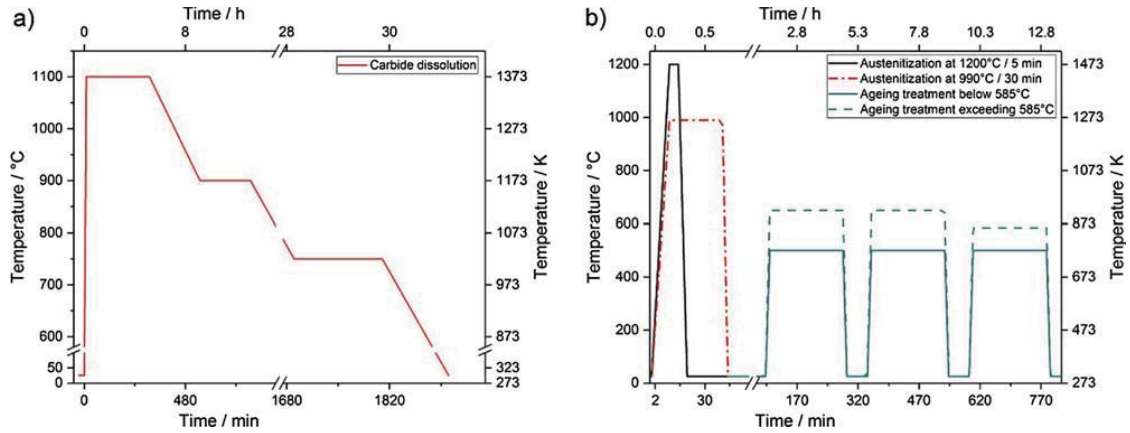 a)
Time / h
0 8 28 30
Carbide dissolution
Temperature / °C
1100
1000
900
800
700
600
50
0
Temperature / K
1373
1273
1173
1073
973
873
323
273
0 480 1680 1820
Time / min
b)
Time / h
0.0 0.5 2.8 5.3 7.8 10.3 12.8
Austenitization at 1200°C / 5 min
Austenitization at 990°C / 30 min
Ageing treatment below 585°C
Ageing treatment exceeding 585°C
Temperature / °C
1200
1000
800
600
400
200
0
Temperature / K
1473
1273
1073
873
673
473
273
2 30 170 320 470 620 770
Time / min